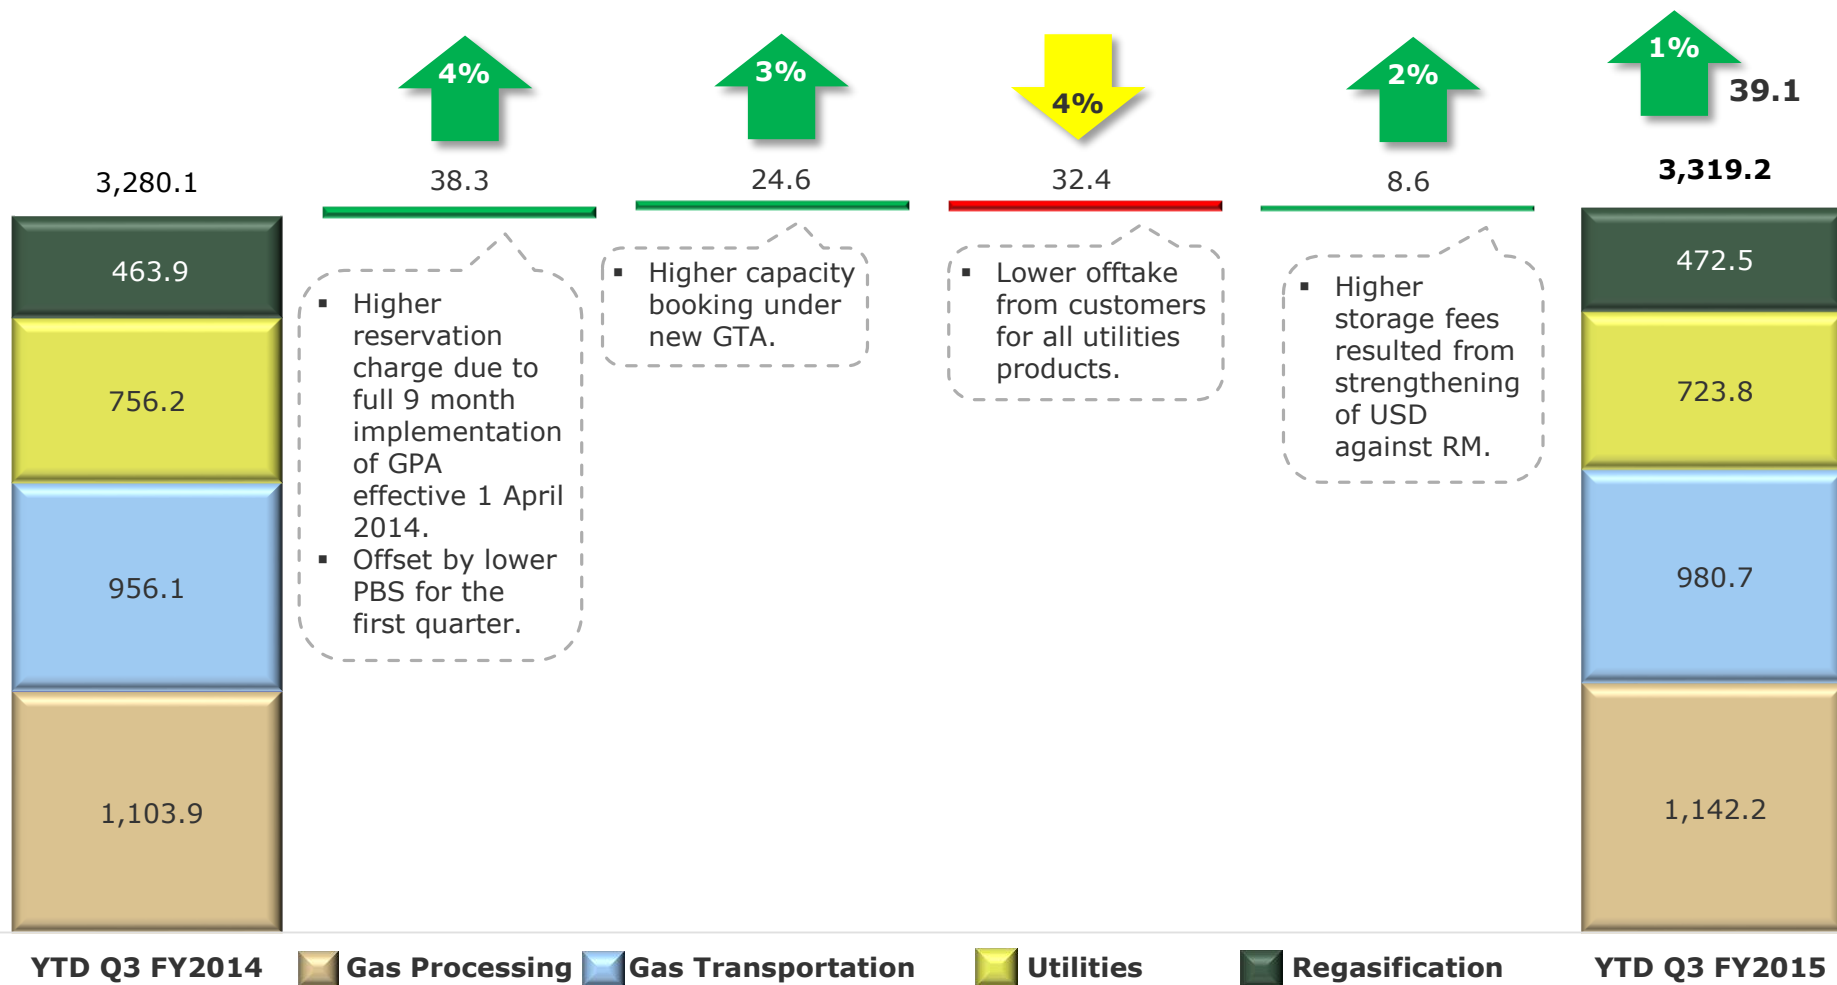 4%
3%
4%
2%
1%
39.1
3,280.1
38.3
24.6
32.4
8.6
3,319.2
463.9
756.2
956.1
1,103.9
▪ Higher
reservation
charge due to
full 9 month
implementation
of GPA
effective 1 April
2014.
▪ Offset by lower
PBS for the
first quarter.
▪ Higher capacity
booking under
new GTA.
▪ Lower offtake
from customers
for all utilities
products.
▪ Higher
storage fees
resulted from
strengthening
of USD
against RM.
472.5
723.8
980.7
1,142.2
YTD Q3 FY2014
Gas Processing
Gas Transportation
Utilities
Regasification
YTD Q3 FY2015